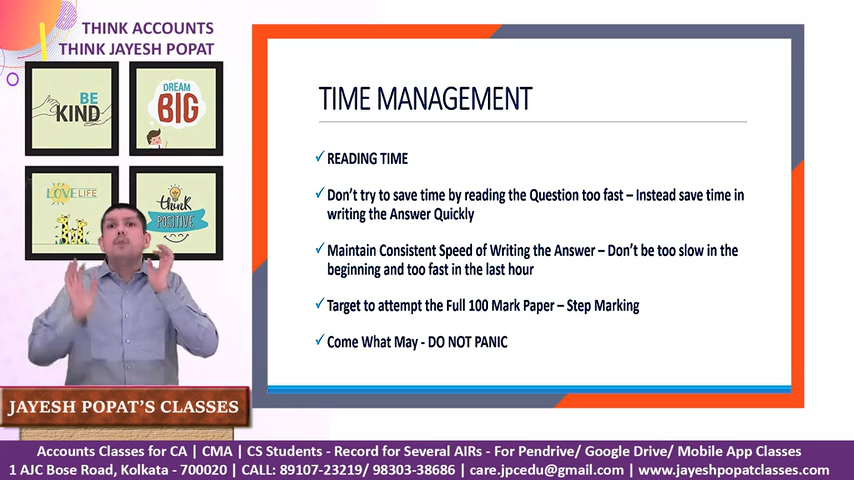 THINK ACCOUNTS
THINK JAYESH POPAT
BE
KIND
DREAM
BIG
LOVE LIFE
think
POSITIVE
TIME MANAGEMENT
✓READING TIME
✓Don't try to save time by reading the Question too fast – Instead save time in
writing the Answer Quickly
✓Maintain Consistent Speed of Writing the Answer – Don't be too slow in the
beginning and too fast in the last hour
✓Target to attempt the Full 100 Mark Paper – Step Marking
✓Come What May - DO NOT PANIC
JAYESH POPAT'S CLASSES
Accounts Classes for CA | CMA | CS Students - Record for Several AIRs - For Pendrive/ Google Drive/ Mobile App Classes
1 AJC Bose Road, Kolkata - 700020 | CALL: 89107-23219/ 98303-38686 | care.jpcedu@gmail.com | www.jayeshpopatclasses.com